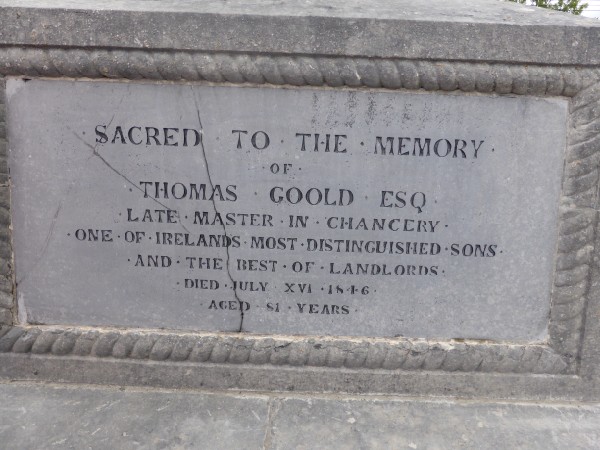 SACRED · TO · THE · MEMORY ·
· OF ·
· THOMAS · GOOLD · ESQ ·
· LATE · MASTER · IN · CHANCERY ·
· ONE · OF · IRELANDS · MOST · DISTINGUISHED · SONS ·
· AND · THE · BEST · OF · LANDLORDS ·
· DIED · JULY · XVI · 1846 ·
· AGED · 81 · YEARS ·